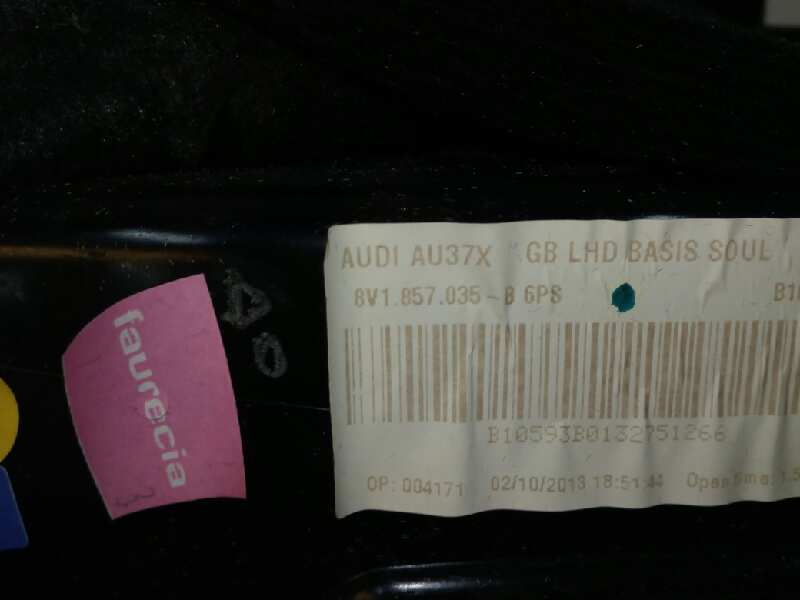 AUDI AU37X GB LHD BASIS SOUL
8V1.857.035-B 6PS
B10593B0132751266
OP: 004171 02/10/2013 18:51:44
faurecia